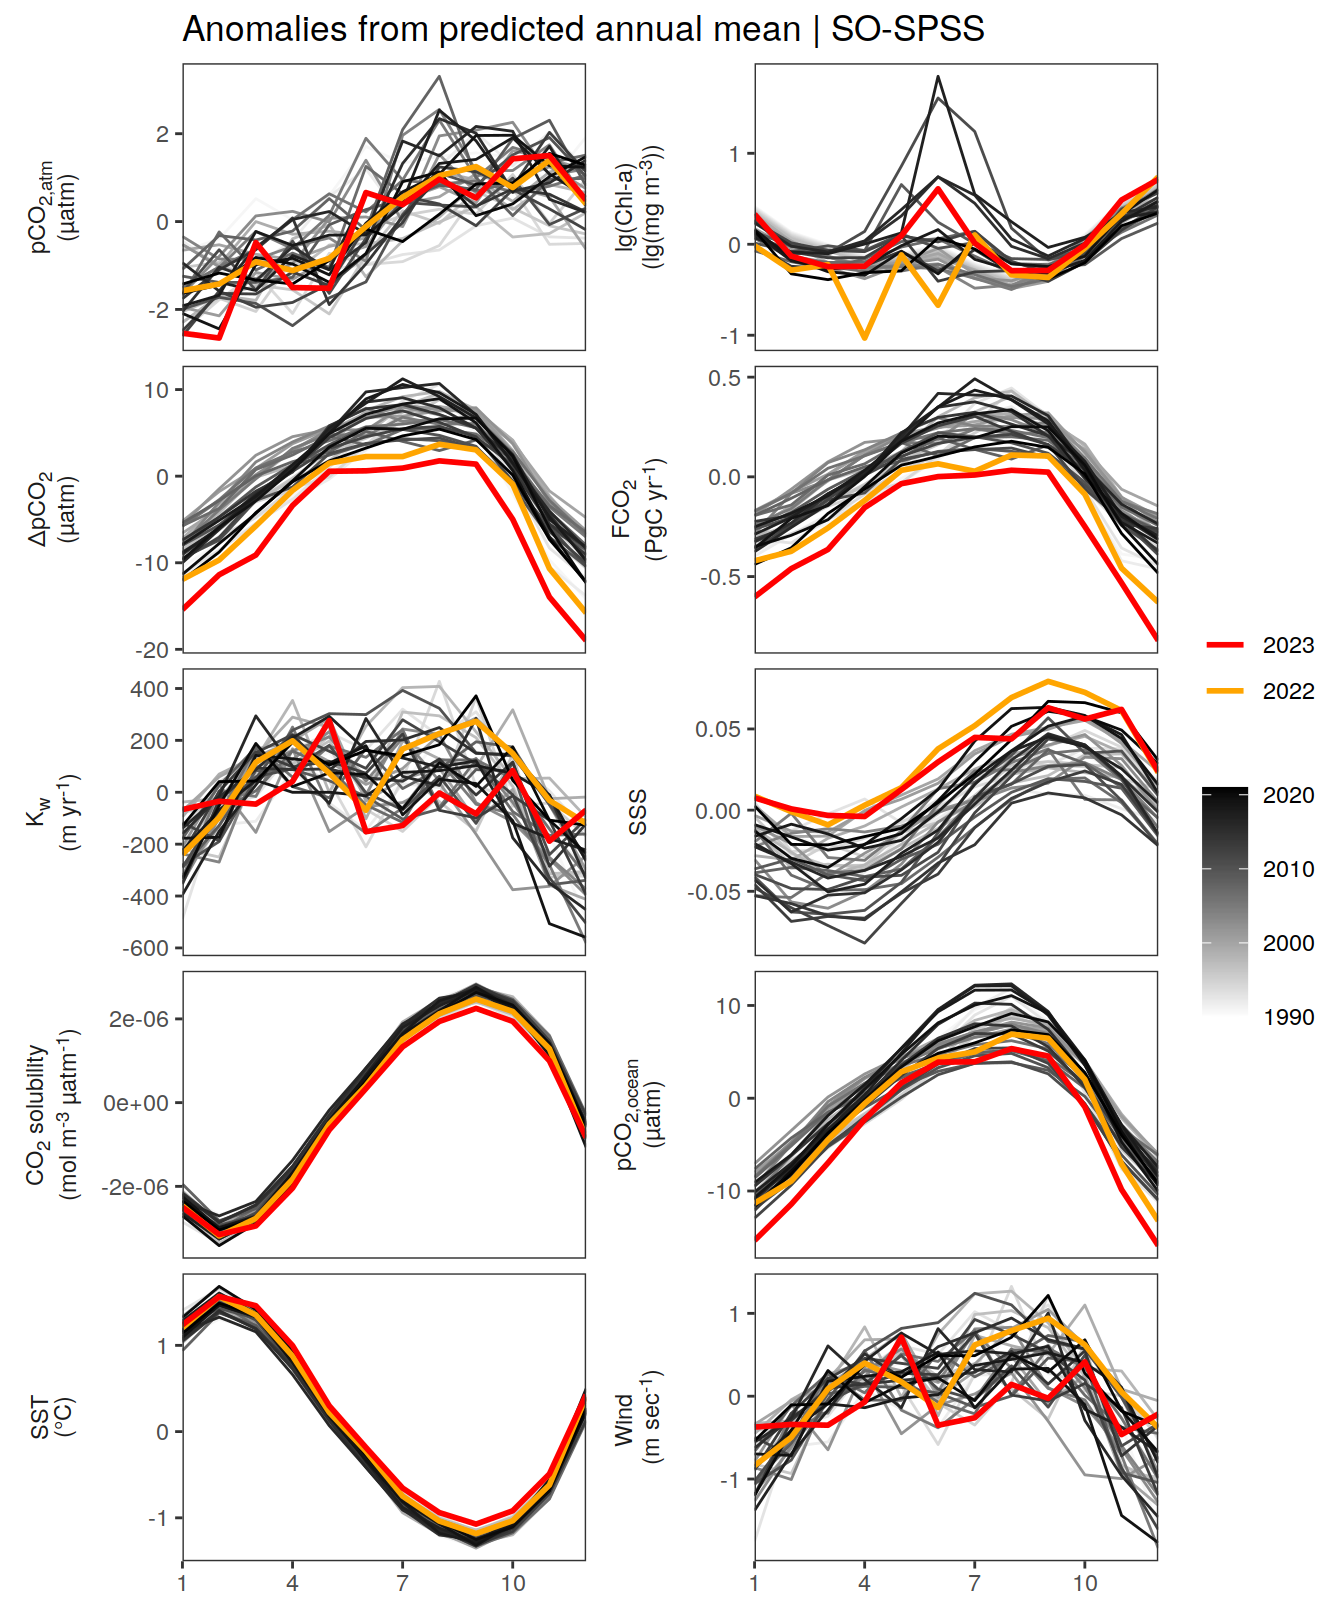 Anomalies from predicted annual mean | SO-SPSS
pCO2,atm
(µatm)
2
0
-2
lg(Chl-a)
(lg(mg m-3))
1
0
-1
ΔpCO2
(µatm)
10
0
-10
-20
FCO2
(PgC yr-1)
0.5
0.0
-0.5
Kw
(m yr-1)
400
200
0
-200
-400
-600
SSS
0.05
0.00
-0.05
CO2 solubility
(mol m-3 µatm-1)
2e-06
0e+00
-2e-06
pCO2,ocean
(µatm)
10
0
-10
SST
(°C)
1
0
-1
Wind
(m sec-1)
1
0
-1
1 4 7 10
1 4 7 10
2023
2022
2020
2010
2000
1990